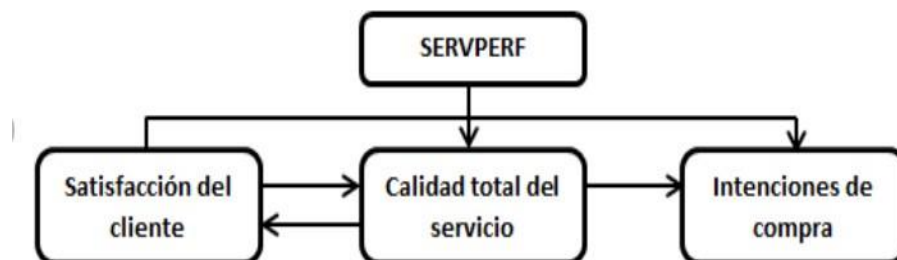 SERVPERF
Satisfacción del
cliente
Calidad total del
servicio
Intenciones de
compra